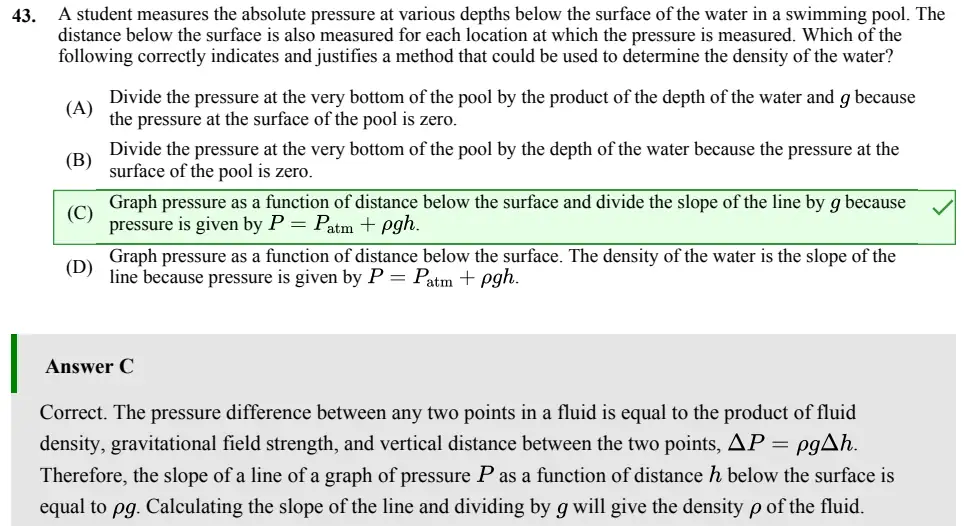 43. A student measures the absolute pressure at various depths below the surface of the water in a swimming pool. The
distance below the surface is also measured for each location at which the pressure is measured. Which of the
following correctly indicates and justifies a method that could be used to determine the density of the water?
(A) Divide the pressure at the very bottom of the pool by the product of the depth of the water and g because
the pressure at the surface of the pool is zero.
(B) Divide the pressure at the very bottom of the pool by the depth of the water because the pressure at the
surface of the pool is zero.
(C) Graph pressure as a function of distance below the surface and divide the slope of the line by g because
pressure is given by P = Patm + ρgh.
(D) Graph pressure as a function of distance below the surface. The density of the water is the slope of the
line because pressure is given by P = Patm + ρgh.
Answer C
Correct. The pressure difference between any two points in a fluid is equal to the product of fluid
density, gravitational field strength, and vertical distance between the two points, ΔP = ρgΔh.
Therefore, the slope of a line of a graph of pressure P as a function of distance h below the surface is
equal to ρg. Calculating the slope of the line and dividing by g will give the density ρ of the fluid.